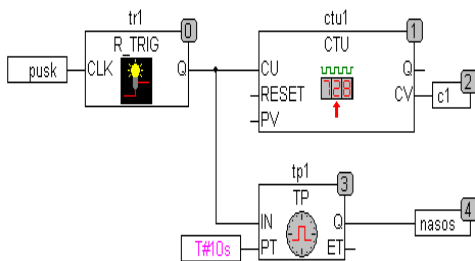 tr1
0
R_TRIG
pusk
CLK
Q
ctu1
1
CTU
CU
Q
RESET
CV
PV
728
2
c1
tp1
3
TP
IN
Q
T#10s
PT
ET
4
nasos